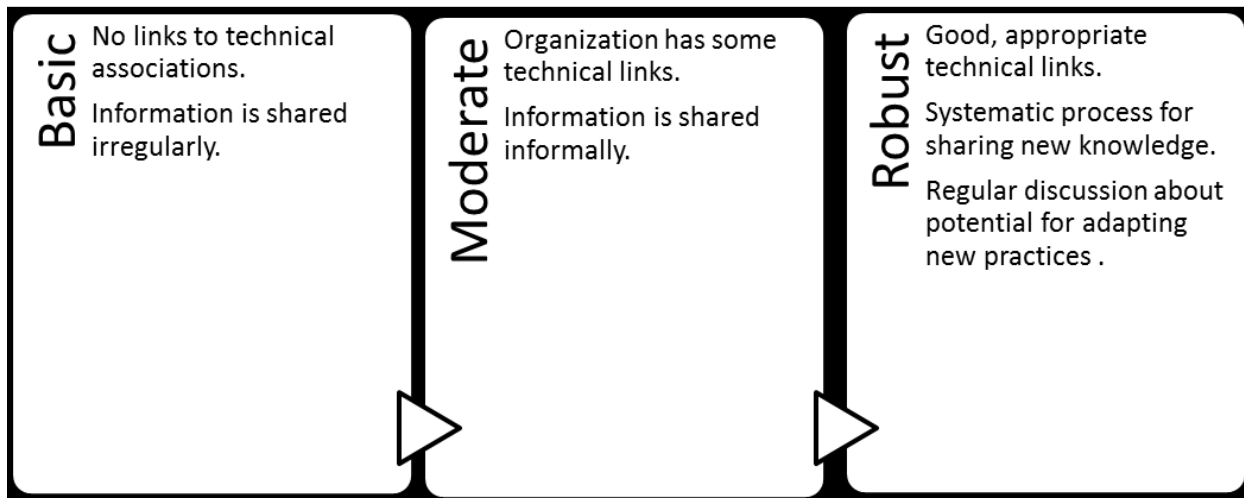 Basic
No links to technical
associations.
Information is shared
irregularly.
Moderate
Organization has some
technical links.
Information is shared
informally.
Robust
Good, appropriate
technical links.
Systematic process for
sharing new knowledge.
Regular discussion about
potential for adapting
new practices .